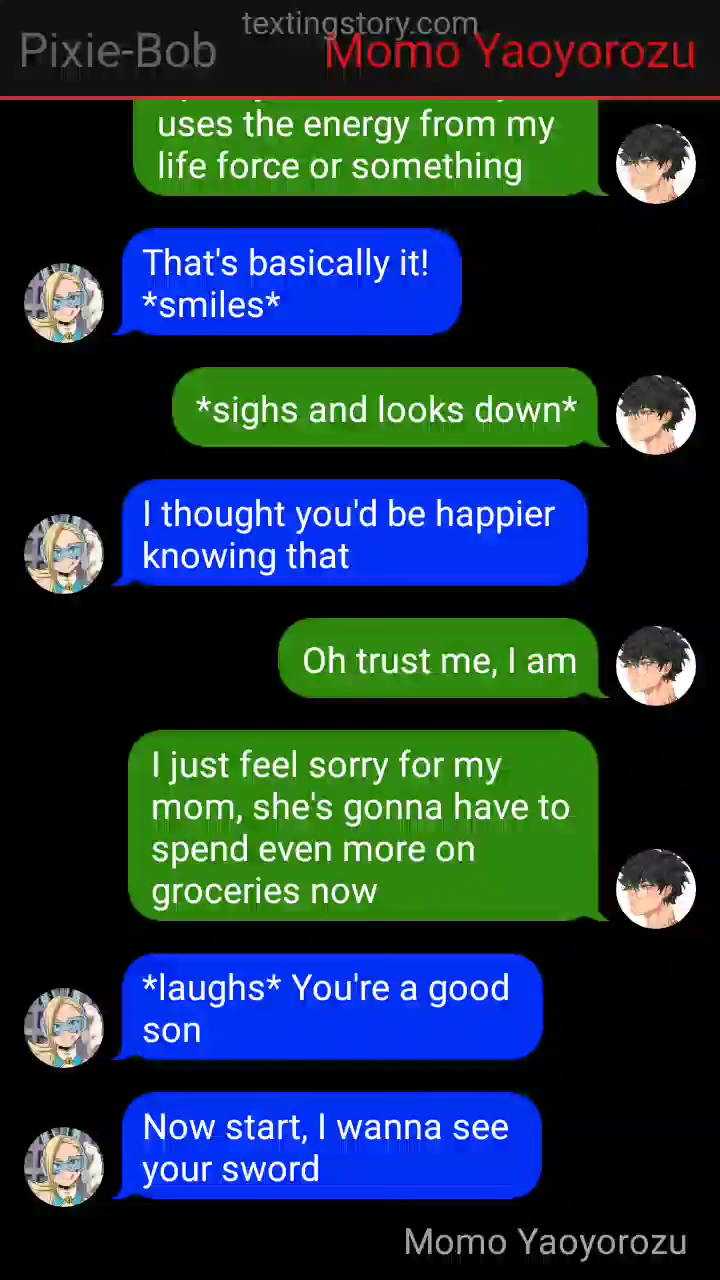 textingstory.com
Pixie-Bob
Momo Yaoyorozu
uses the energy from my
life force or something
That's basically it!
*smiles*
*sighs and looks down*
I thought you'd be happier
knowing that
Oh trust me, I am
I just feel sorry for my
mom, she's gonna have to
spend even more on
groceries now
*laughs* You're a good
son
Now start, I wanna see
your sword
Momo Yaoyorozu